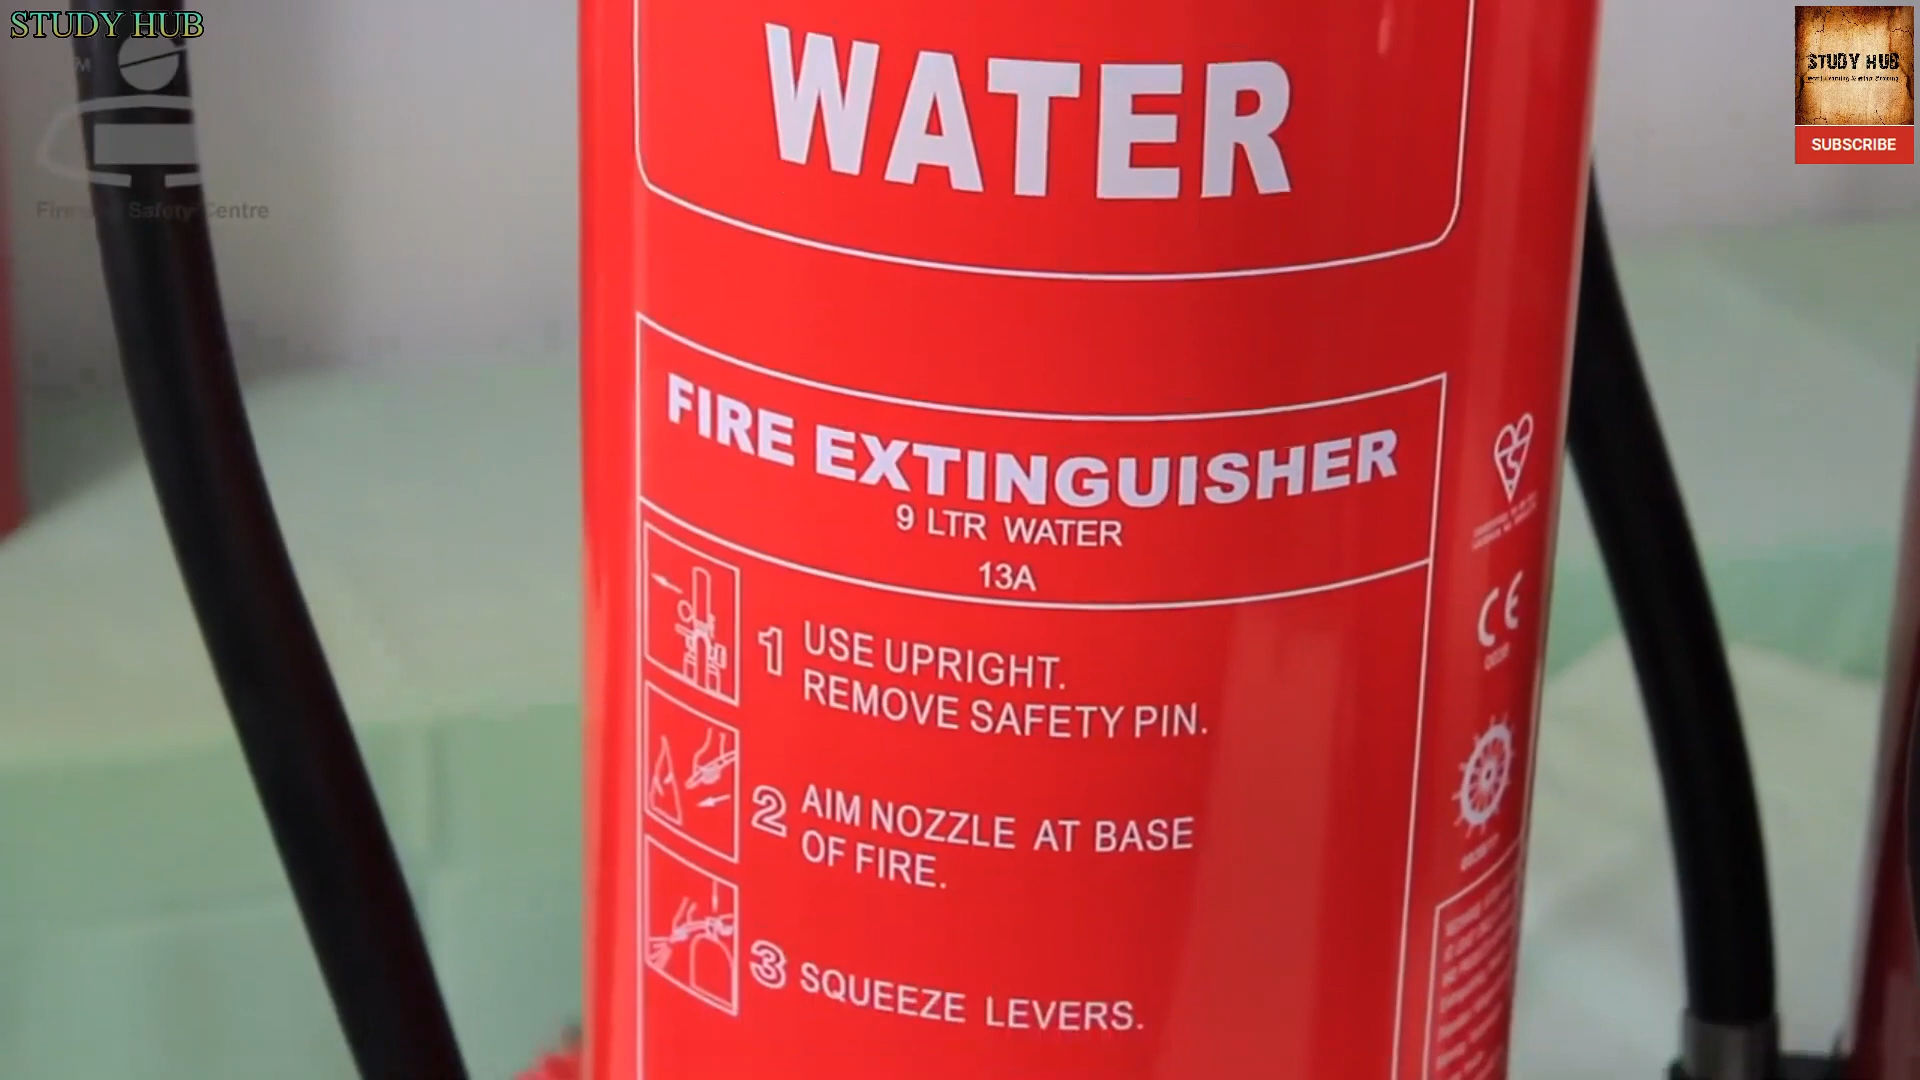 STUDY HUB
Safety Centre
STUDY HUB
SUBSCRIBE
WATER
FIRE EXTINGUISHER
9 LTR WATER
13A
1 USE UPRIGHT.
REMOVE SAFETY PIN.
2 AIM NOZZLE AT BASE
OF FIRE.
3 SQUEEZE LEVERS.
CE